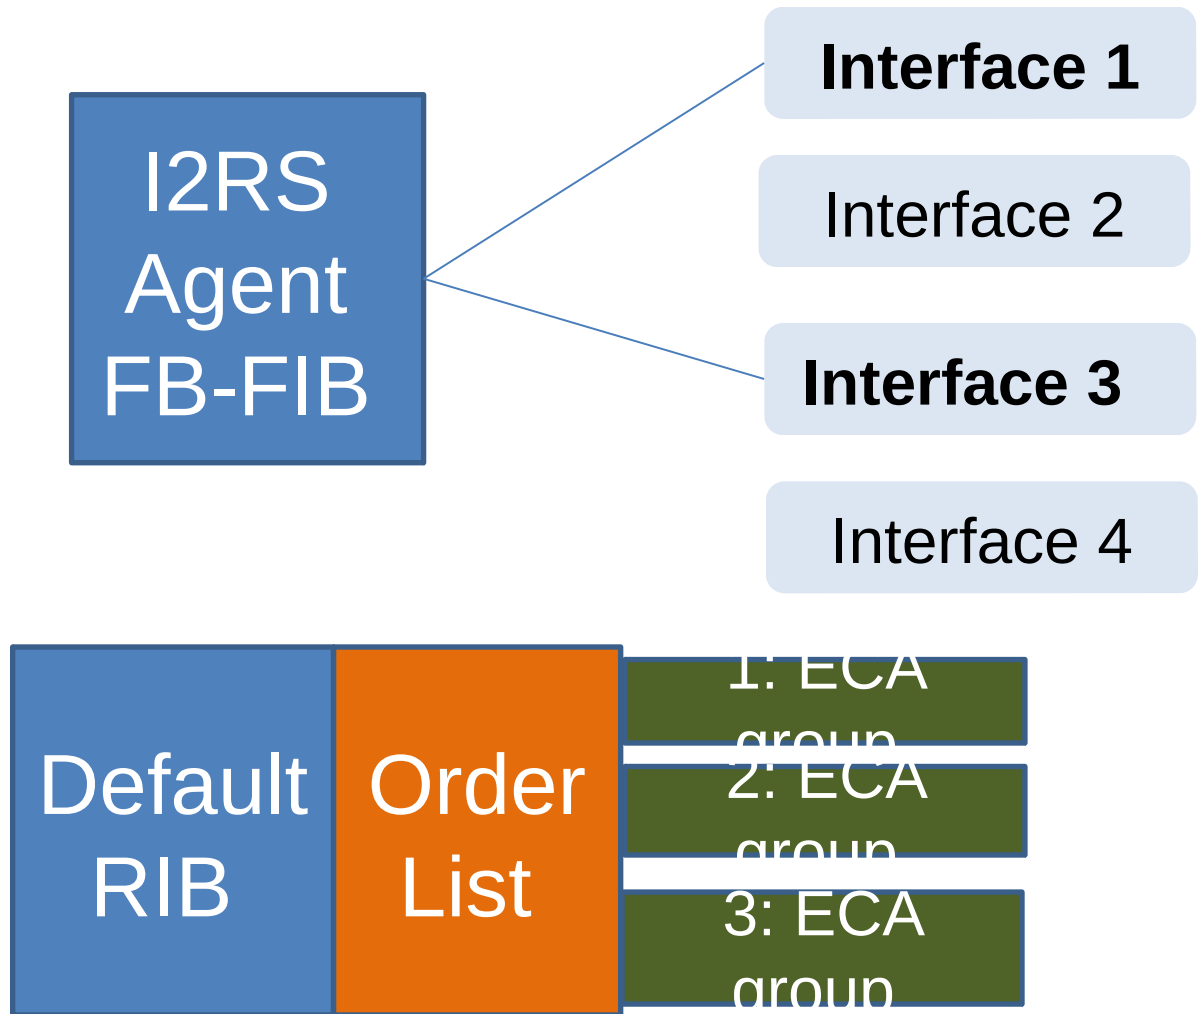 I2RS
Agent
FB-FIB
Interface 1
Interface 2
Interface 3
Interface 4
Default
RIB
Order
List
1: ECA
group
2: ECA
group
3: ECA
group